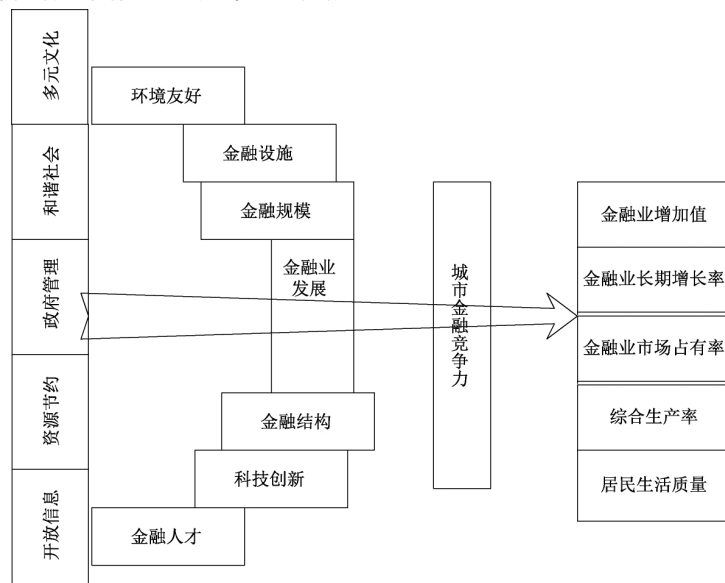 多元文化
和谐社会
政府管理
资源节约
开放信息
环境友好
金融设施
金融规模
金融业
发展
金融结构
科技创新
金融人才
城市金融竞争力
金融业增加值
金融业长期增长率
金融业市场占有率
综合生产率
居民生活质量